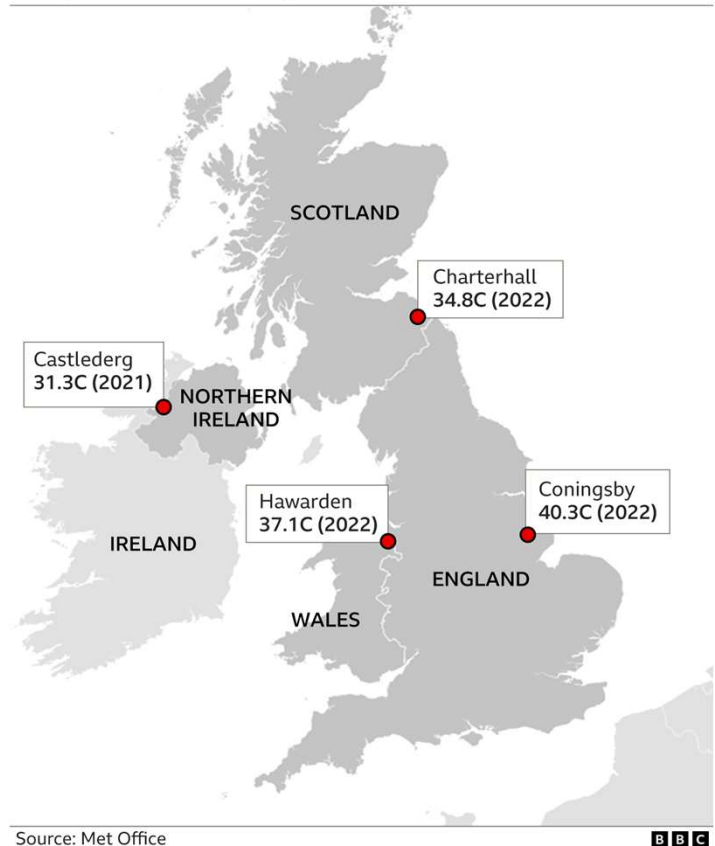 SCOTLAND
Charterhall
34.8C (2022)
Castlederg
31.3C (2021)
NORTHERN
IRELAND
Hawarden
37.1C (2022)
Coningsby
40.3C (2022)
IRELAND
ENGLAND
WALES
Source: Met Office
BBC